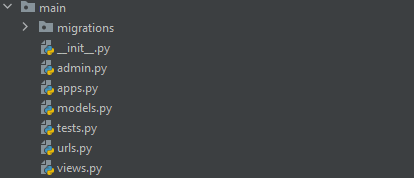 main
migrations
__init__.py
admin.py
apps.py
models.py
tests.py
urls.py
views.py